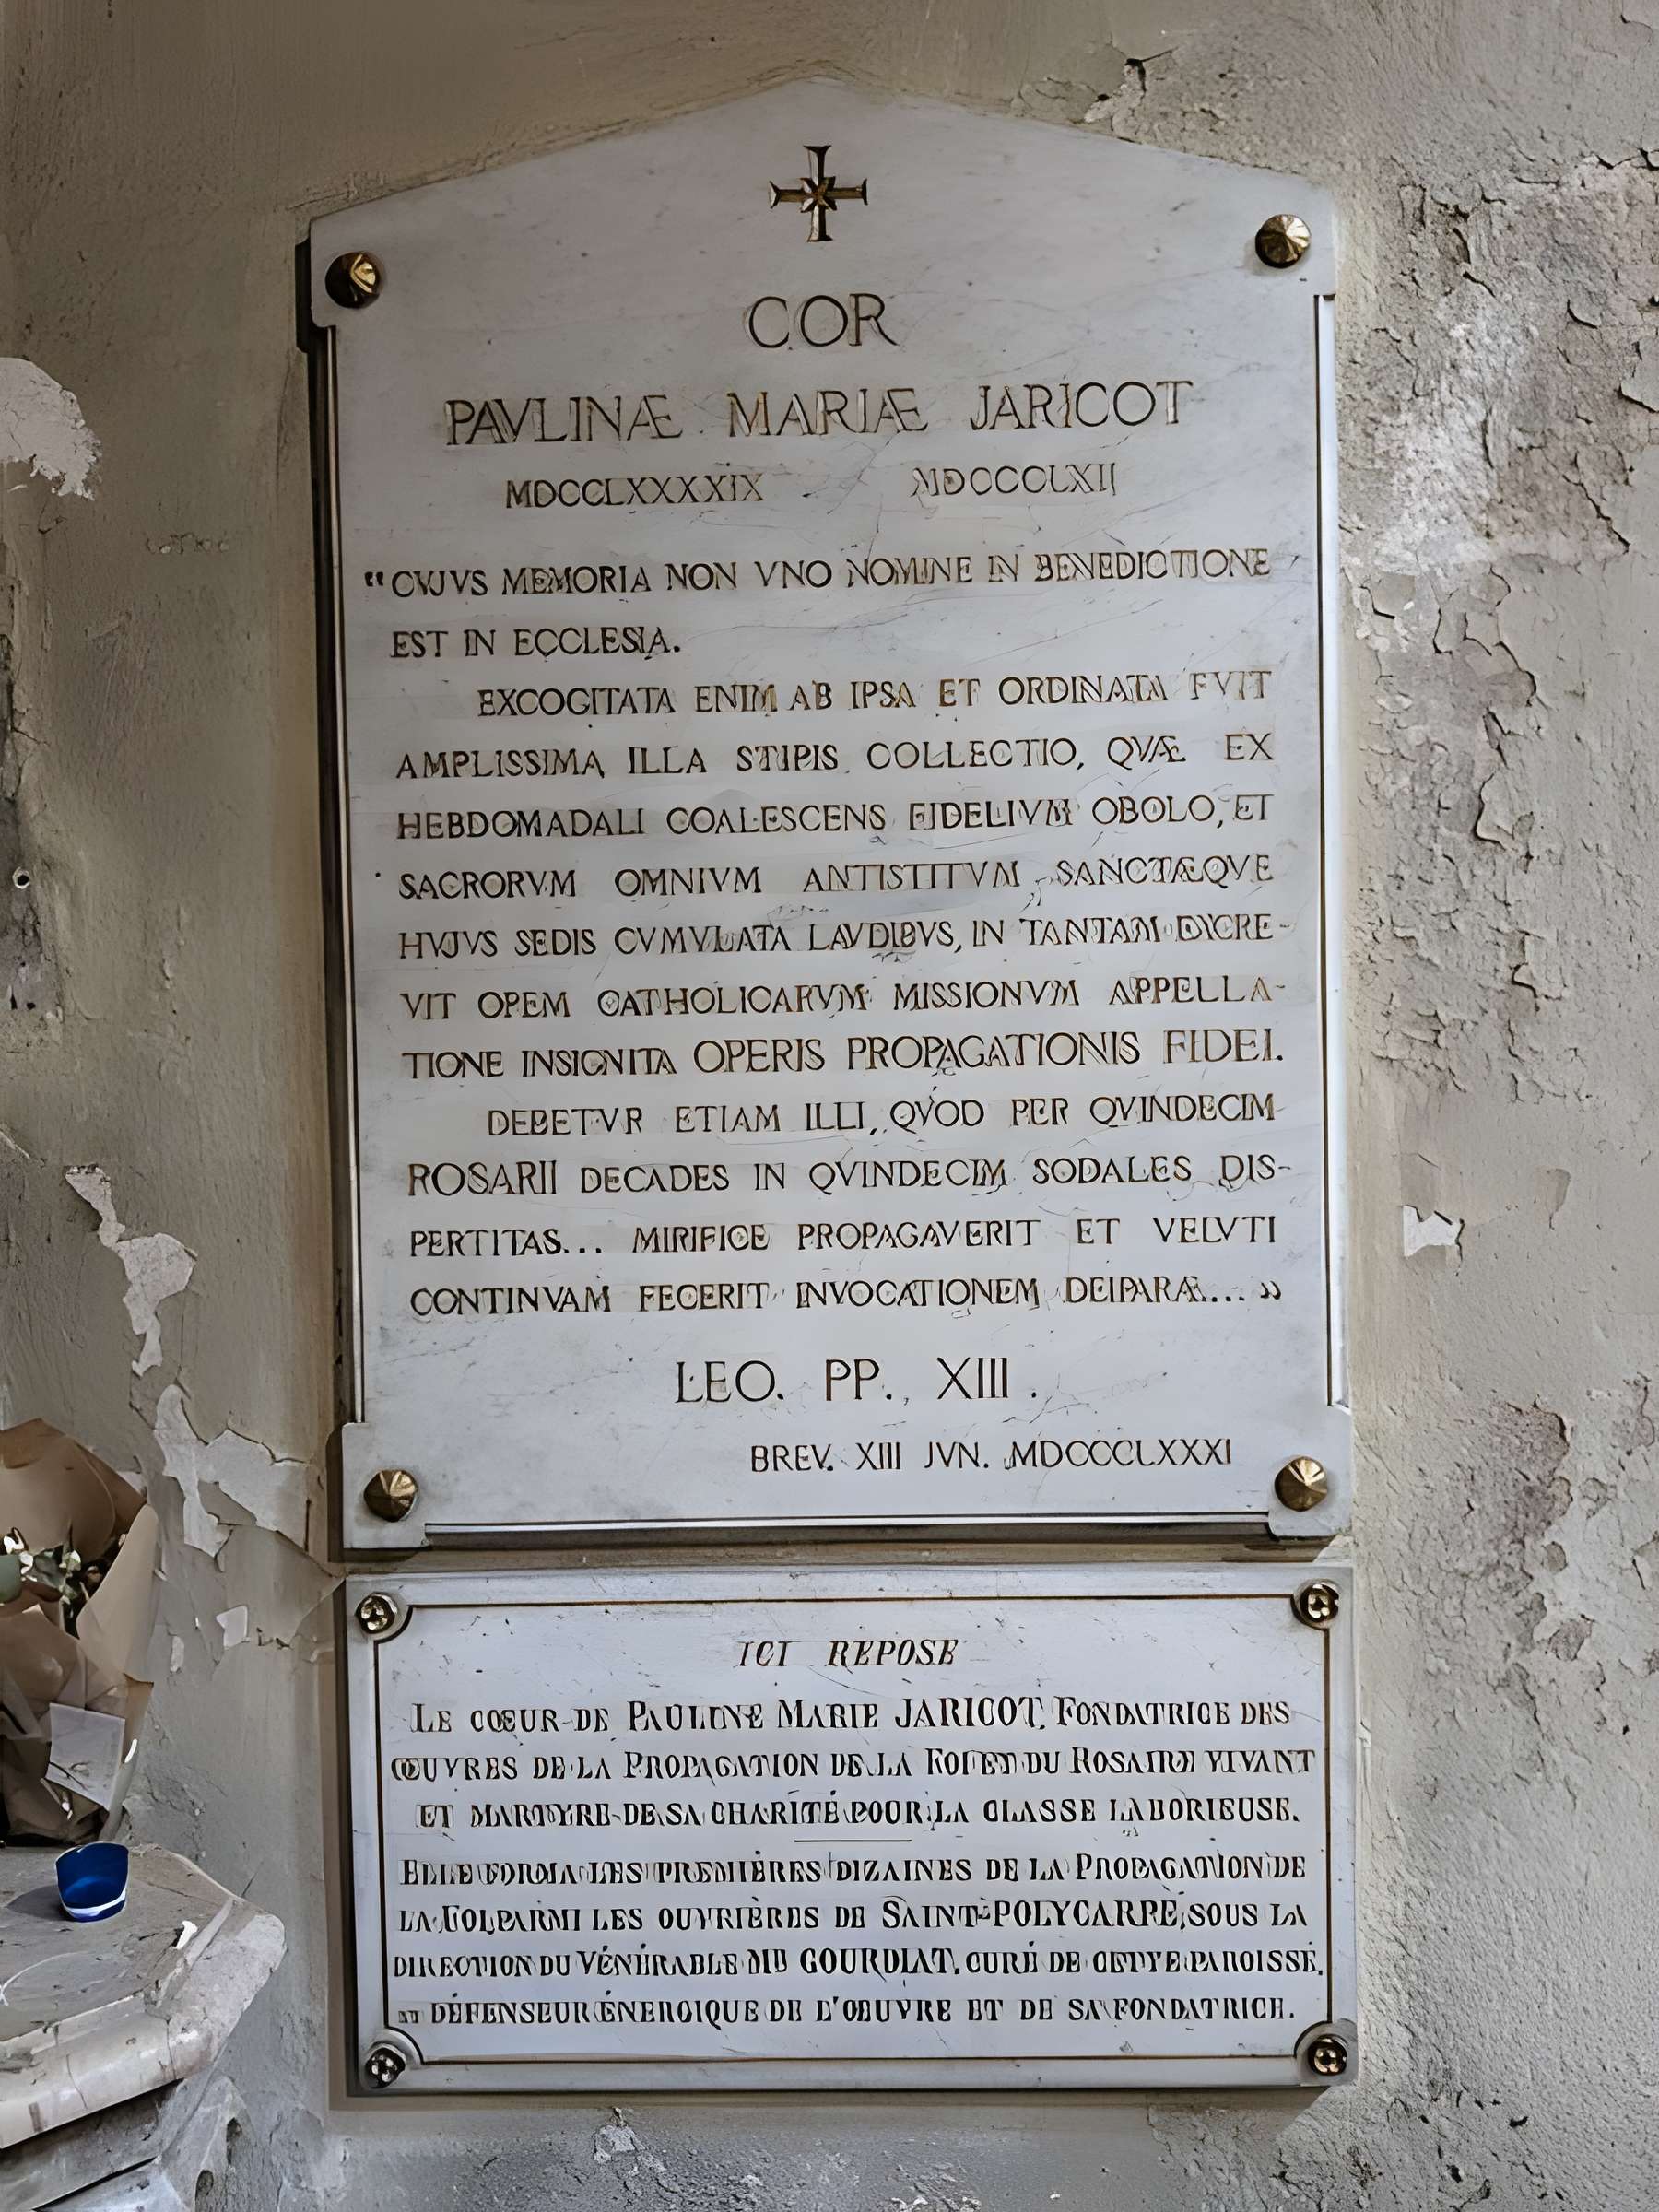 COR
PAVLINÆ MARIÆ JARICOT
MDCCLXXXXIX MDCCCLXII
"CVJVS MEMORIA NON VNO NOMINE IN BENEDICTIONE
EST IN ECCLESIA.
EXCOGITATA ENIM AB IPSA ET ORDINATA FVIT
AMPLISSIMA ILLA STIPIS COLLECTIO, QVÆ EX
HEBDOMADALI COALESCENS FIDELIVM OBOLO, ET
SACRORVM OMNIVM ANTISTITVM SANCTÆQVE
HVJVS SEDIS CVMVLATA LAVDIBVS, IN TANTAM DVCRE-
VIT OPEM CATHOLICARVM MISSIONVM APPELLA-
TIONE INSIGNITA OPERIS PROPAGATIONIS FIDEI.
DEBETVR ETIAM ILLI, QVOD PER QVINDECIM
ROSARII DECADES IN QVINDECIM SODALES DIS-
PERTITAS... MIRIFICE PROPAGAVERIT ET VELVTI
CONTINVAM FECERIT INVOCATIONEM DEIPARÆ... »
LEO. PP. XIII.
BREV. XIII JVN. MDCCCLXXXI
ICI REPOSE
LE CŒUR DE PAULINE MARIE JARICOT, FONDATRICE DES
ŒUVRES DE LA PROPAGATION DE LA FOI ET DU ROSAIRE VIVANT
ET MARTYRE DE SA CHARITÉ POUR LA CLASSE LABORIEUSE.
ELLE FORMA LES PREMIÈRES DIZAINES DE LA PROPAGATION DE
LA FOI, PARMI LES OUVRIÈRES DE SAINT-POLYCARPE, SOUS LA
DIRECTION DU VÉNÉRABLE MR GOURDIAT, CURÉ DE CETTE PAROISSE,
ET DÉFENSEUR ÉNERGIQUE DE L'ŒUVRE ET DE SA FONDATRICE.